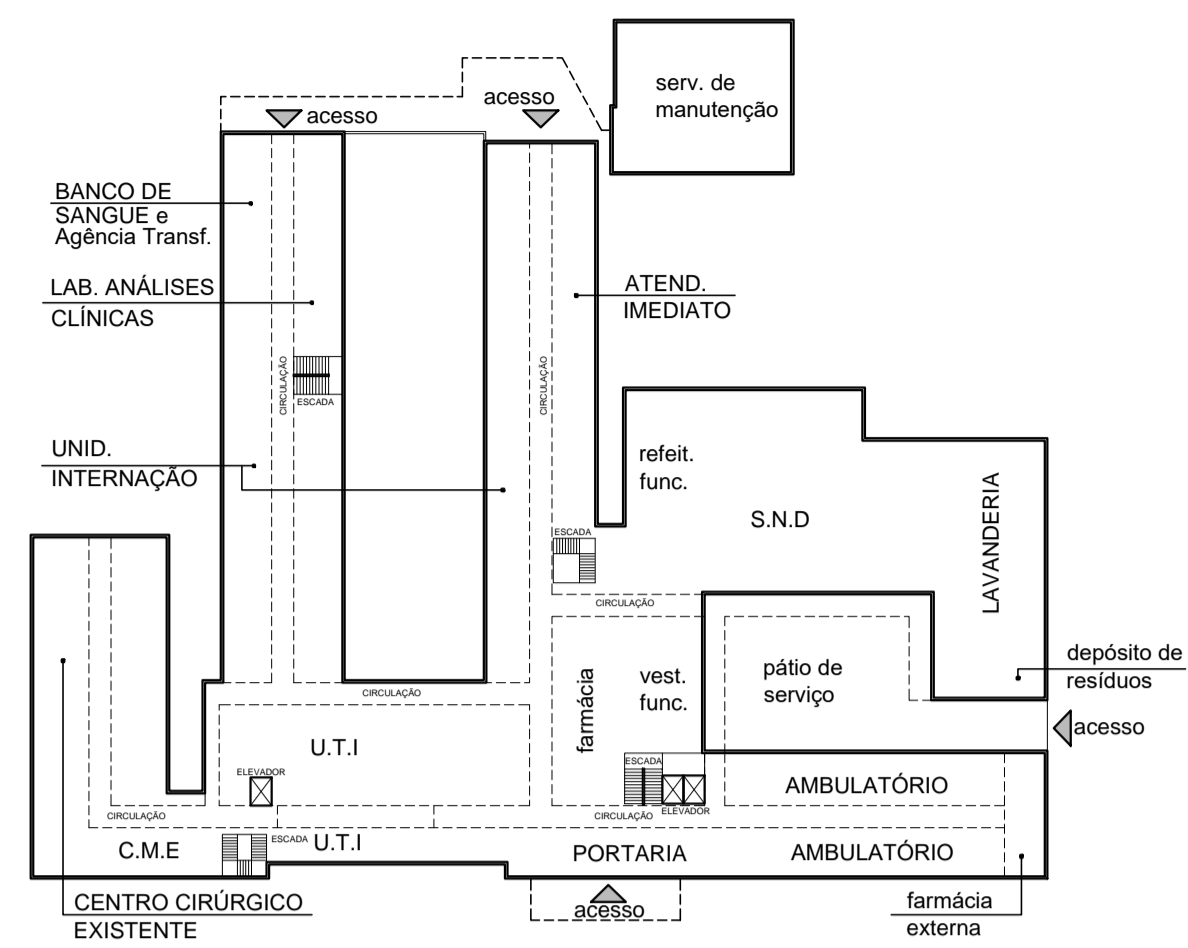 serv. de
manutenção
acesso
acesso
BANCO DE
SANGUE e
Agência Transf.
LAB. ANÁLISES
CLÍNICAS
ATEND.
IMEDIATO
CIRCULAÇÃO
ESCADA
CIRCULAÇÃO
UNID.
INTERNAÇÃO
refeit.
func.
S.N.D
LAVANDERIA
ESCADA
CIRCULAÇÃO
farmácia
vest.
func.
pátio de
serviço
depósito de
resíduos
acesso
CIRCULAÇÃO
U.T.I
ELEVADOR
ESCADA
ELEVADOR
AMBULATÓRIO
CIRCULAÇÃO
CIRCULAÇÃO
C.M.E
ESCADA
U.T.I
PORTARIA
AMBULATÓRIO
CENTRO CIRÚRGICO
EXISTENTE
acesso
farmácia
externa